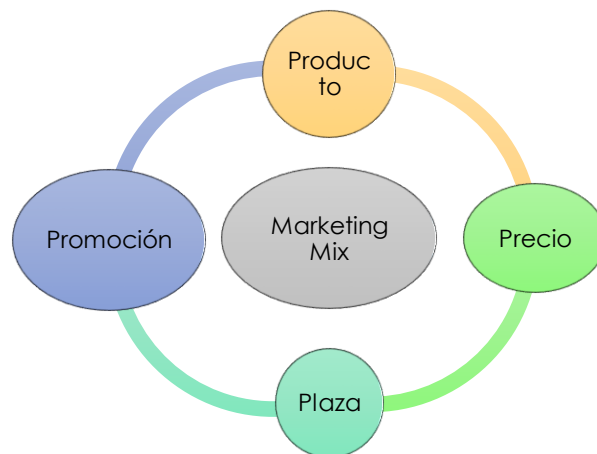 Produc
to
Promoción
Marketing
Mix
Precio
Plaza